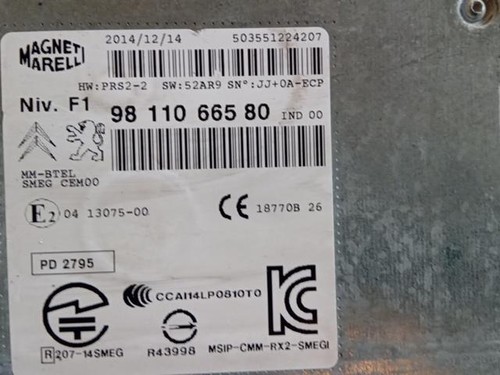 MAGNETI
MARELLI
2014/12/14 503551224207
HW:PRS2-2 SW:52AR9 SN°:JJ+0A-ECP
Niv. F1
98 110 665 80 IND 00
MM-BTEL
SMEG CEM00
E2 04 13075-00
CE 18770B 26
PD 2795
CCAI14LP0810T0
R 207-14SMEG
R43998
MSIP-CMM-RX2-SMEGI